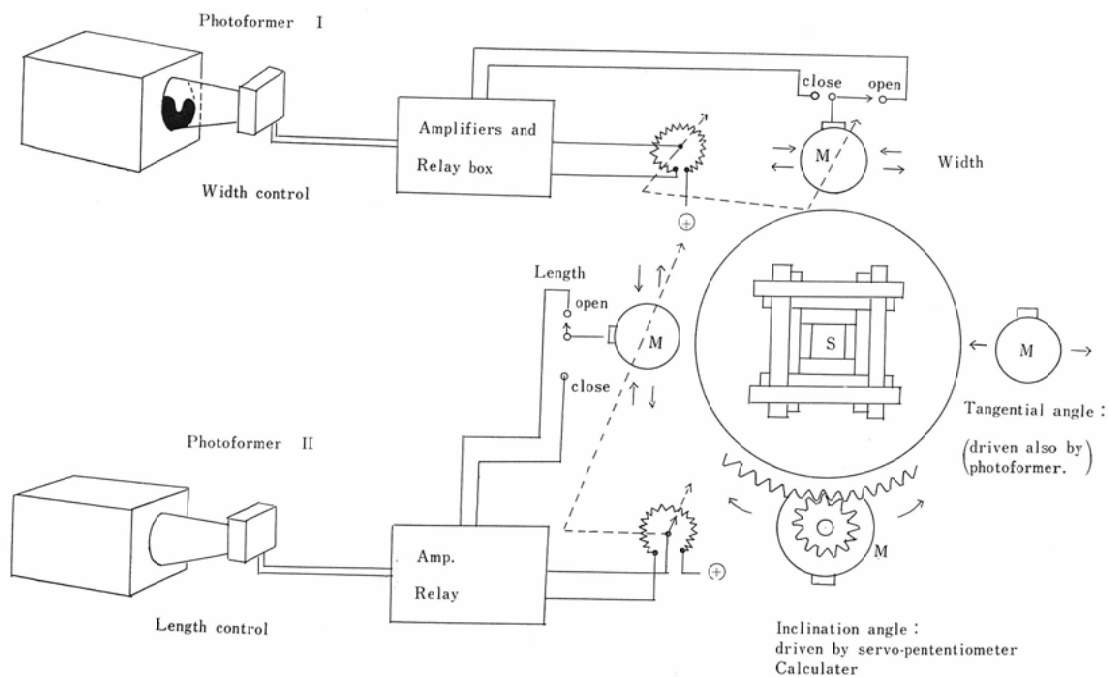 Photoformer I
close
open
Amplifiers and
Relay box
M
Width
Width control
Length
open
M
close
S
M
Tangential angle :
(driven also by
photoformer.)
Photoformer II
Amp.
Relay
M
Length control
Inclination angle :
driven by servo-pententiometer
Calculater